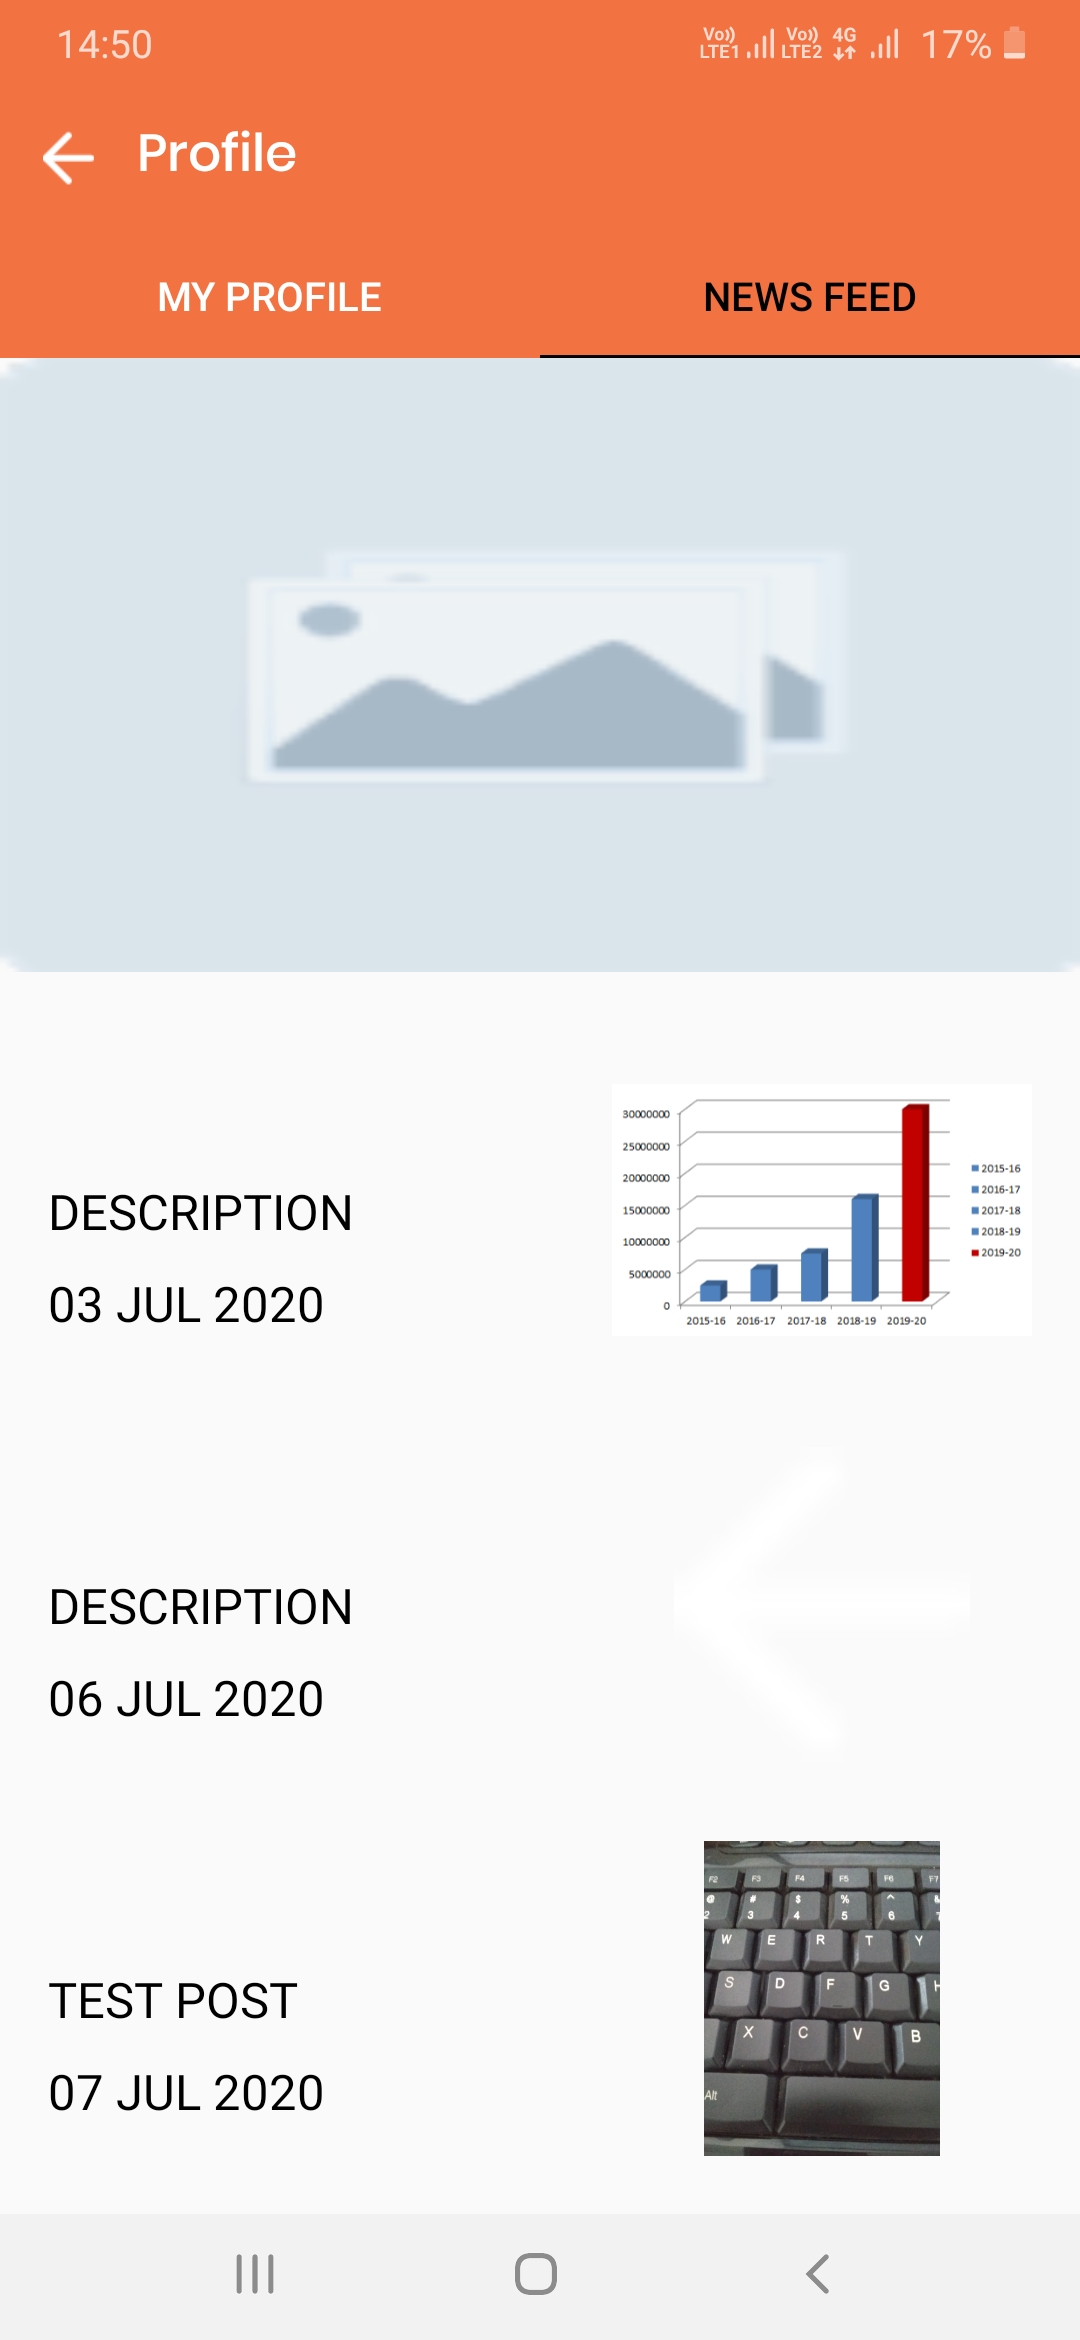 14:50 Vo)) LTE1 Vo)) LTE2 4G 17%
Profile
MY PROFILE NEWS FEED
30000000
25000000
20000000
15000000
10000000
5000000
0
2015-16 2016-17 2017-18 2018-19 2019-20
2015-16
2016-17
2017-18
2018-19
2019-20
DESCRIPTION
03 JUL 2020
DESCRIPTION
06 JUL 2020
F2 F3 F4 F5 F6 F7
@ # $ % ^ &
2 3 4 5 6 7
W E R T Y
S D F G H
X C V B
Alt
TEST POST
07 JUL 2020